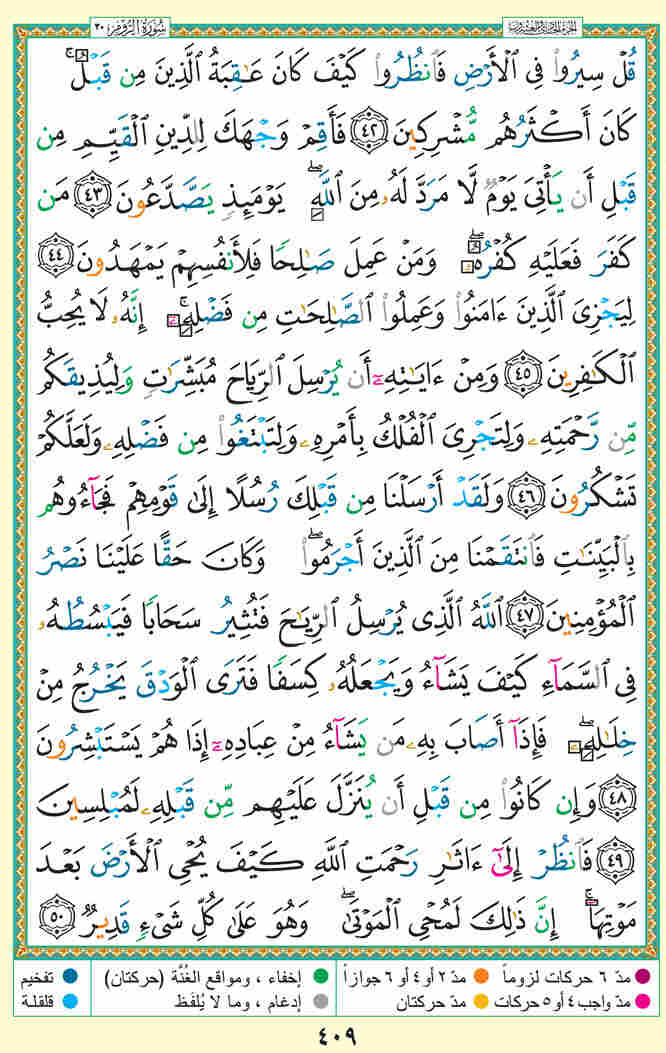 سُورَةُ الرُّومِ ٣٠
قُلْ سِيرُوا۟ فِى ٱلْأَرْضِ فَٱنظُرُوا۟ كَيْفَ كَانَ عَـٰقِبَةُ ٱلَّذِينَ مِن قَبْلُ ۚ
كَانَ أَكْثَرُهُم مُّشْرِكِينَ ٤٢ فَأَقِمْ وَجْهَكَ لِلدِّينِ ٱلْقَيِّمِ مِن
قَبْلِ أَن يَأْتِىَ يَوْمٌ لَّا مَرَدَّ لَهُۥ مِنَ ٱللَّهِ ۖ يَوْمَئِذٍ يَصَّدَّعُونَ ٤٣ مَن
كَفَرَ فَعَلَيْهِ كُفْرُهُۥ ۖ وَمَنْ عَمِلَ صَـٰلِحًا فَلِأَنفُسِهِمْ يَمْهَدُونَ ٤٤
لِيَجْزِىَ ٱلَّذِينَ ءَامَنُوا۟ وَعَمِلُوا۟ ٱلصَّـٰلِحَـٰتِ مِن فَضْلِهِۦٓ ۚ إِنَّهُۥ لَا يُحِبُّ
ٱلْكَـٰفِرِينَ ٤٥ وَمِنْ ءَايَـٰتِهِۦٓ أَن يُرْسِلَ ٱلرِّيَاحَ مُبَشِّرَٰتٍ وَلِيُذِيقَكُم
مِّن رَّحْمَتِهِۦ وَلِتَجْرِىَ ٱلْفُلْكُ بِأَمْرِهِۦ وَلِتَبْتَغُوا۟ مِن فَضْلِهِۦ وَلَعَلَّكُمْ
تَشْكُرُونَ ٤٦ وَلَقَدْ أَرْسَلْنَا مِن قَبْلِكَ رُسُلًا إِلَىٰ قَوْمِهِمْ فَجَآءُوهُم
بِٱلْبَيِّنَـٰتِ فَٱنتَقَمْنَا مِنَ ٱلَّذِينَ أَجْرَمُوا۟ ۖ وَكَانَ حَقًّا عَلَيْنَا نَصْرُ
ٱلْمُؤْمِنِينَ ٤٧ ٱللَّهُ ٱلَّذِى يُرْسِلُ ٱلرِّيَـٰحَ فَتُثِيرُ سَحَابًا فَيَبْسُطُهُۥ
فِى ٱلسَّمَآءِ كَيْفَ يَشَآءُ وَيَجْعَلُهُۥ كِسَفًا فَتَرَى ٱلْوَدْقَ يَخْرُجُ مِنْ
خِلَـٰلِهِۦ ۖ فَإِذَآ أَصَابَ بِهِۦ مَن يَشَآءُ مِنْ عِبَادِهِۦٓ إِذَا هُمْ يَسْتَبْشِرُونَ
٤٨ وَإِن كَانُوا۟ مِن قَبْلِ أَن يُنَزَّلَ عَلَيْهِم مِّن قَبْلِهِۦ لَمُبْلِسِينَ
٤٩ فَٱنظُرْ إِلَىٰٓ ءَاثَـٰرِ رَحْمَتِ ٱللَّهِ كَيْفَ يُحْىِ ٱلْأَرْضَ بَعْدَ
مَوْتِهَآ ۚ إِنَّ ذَٰلِكَ لَمُحْىِ ٱلْمَوْتَىٰ ۖ وَهُوَ عَلَىٰ كُلِّ شَىْءٍ قَدِيرٌ ٥٠
مدّ ٦ حركات لزوماً مدّ ٢ أو ٤ أو ٦ جوازاً إخفاء ، ومواقع الغُنَّة (حركتان) تفخيم
مدّ واجب ٤ أو ٥ حركات مدّ حركتان إدغام ، وما لا يُلفَظ قلقلة
٤٠٩